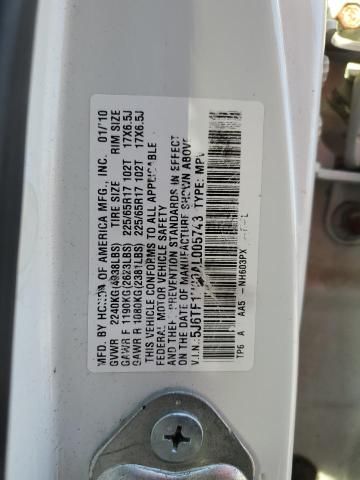 MFD. BY HONDA OF AMERICA MFG., INC. 01/10
TIRE SIZE RIM SIZE
GVWR 2240KG(4938LBS)
GAWR F 1190KG(2623LBS) 225/65R17 102T 17X6.5J
GAWR R 1080KG(2381LBS) 225/65R17 102T 17X6.5J
THIS VEHICLE CONFORMS TO ALL APPLICABLE
FEDERAL MOTOR VEHICLE SAFETY
AND THEFT PREVENTION STANDARDS IN EFFECT
ON THE DATE OF MANUFACTURE SHOWN ABOVE
V.I.N.: TYPE: MPV
TP6 A AA5 -NH603PX